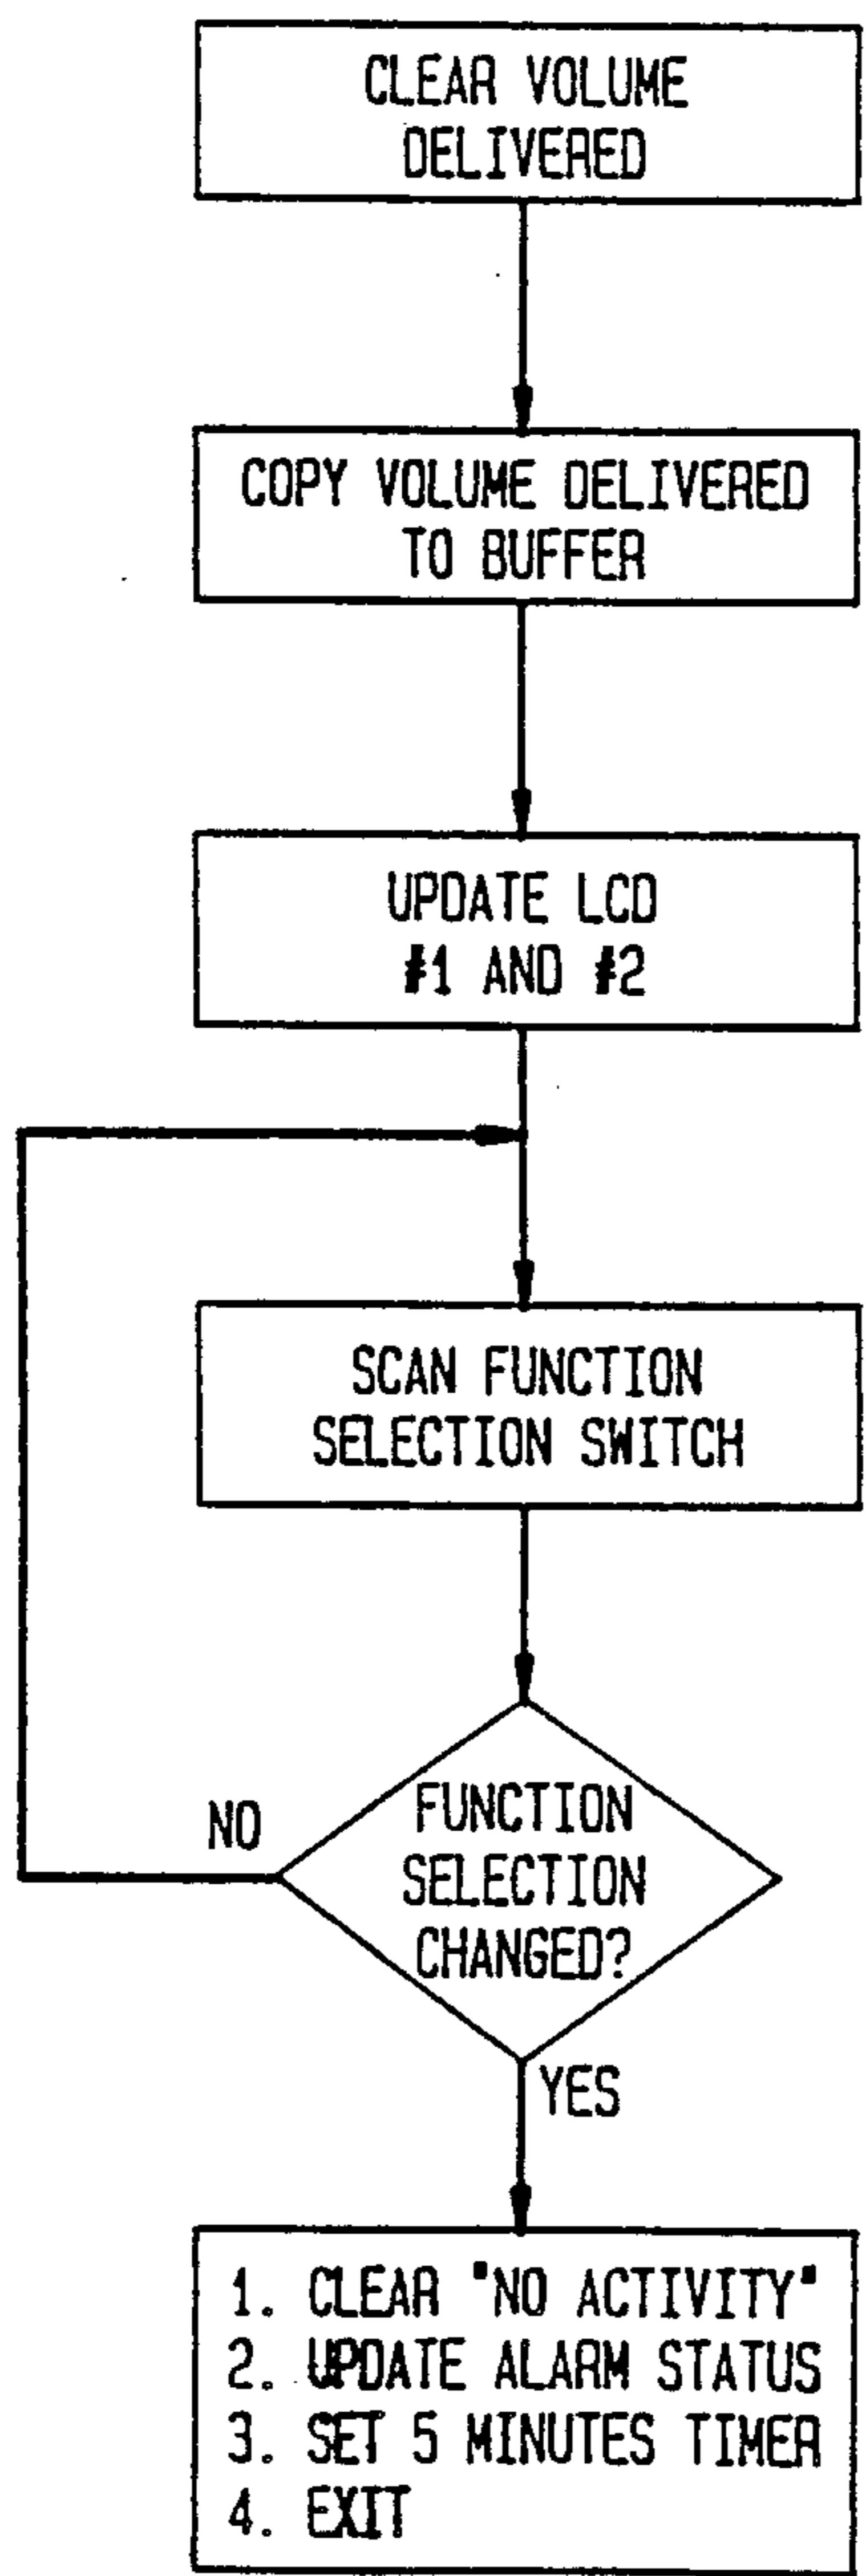 CLEAR VOLUME
DELIVERED
COPY VOLUME DELIVERED
TO BUFFER
UPDATE LCD
#1 AND #2
SCAN FUNCTION
SELECTION SWITCH
FUNCTION
SELECTION
CHANGED?
NO
YES
1. CLEAR "NO ACTIVITY"
2. UPDATE ALARM STATUS
3. SET 5 MINUTES TIMER
4. EXIT